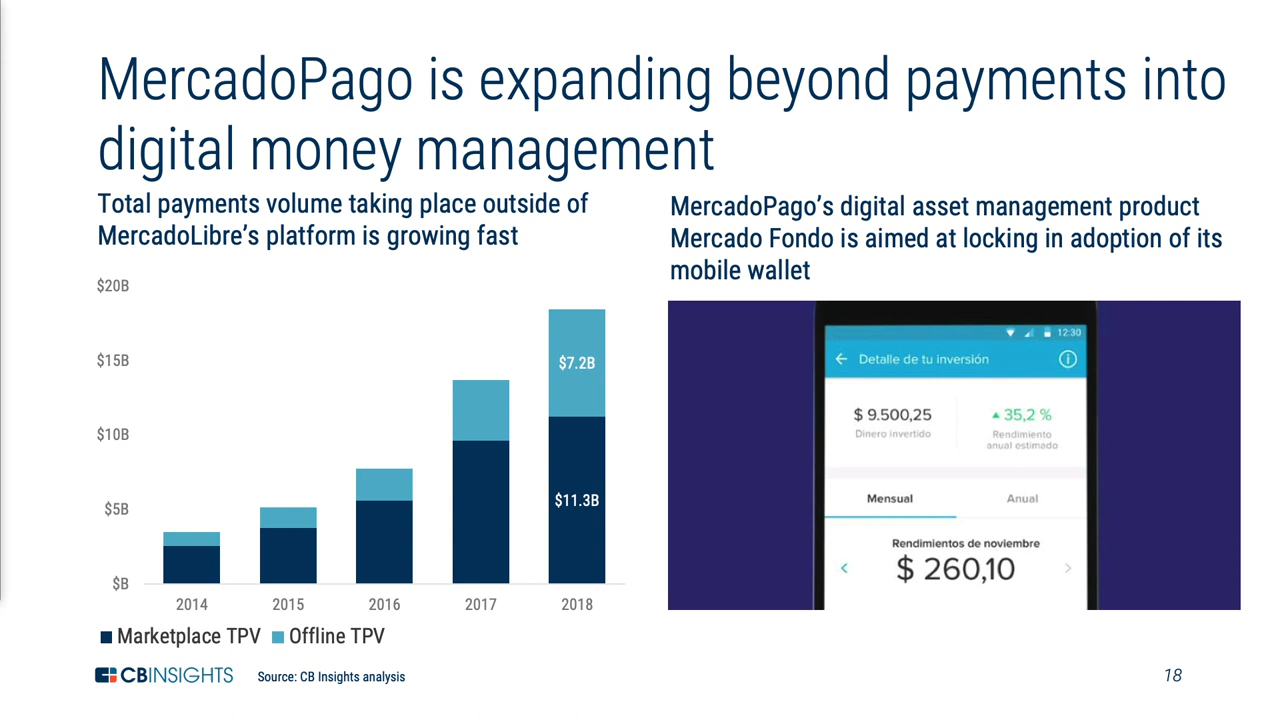 MercadoPago is expanding beyond payments into
digital money management
Total payments volume taking place outside of
MercadoLibre’s platform is growing fast
$20B
$15B
$10B
$5B
$B
$7.2B
$11.3B
2014
2015
2016
2017
2018
Marketplace TPV
Offline TPV
MercadoPago’s digital asset management product
Mercado Fondo is aimed at locking in adoption of its
mobile wallet
12:30
Detalle de tu inversión
$ 9.500,25
Dinero invertido
35,2 %
Rendimiento
anual estimado
Mensual
Anual
Rendimientos de noviembre
$ 260,10
CBINSIGHTS
Source: CB Insights analysis
18